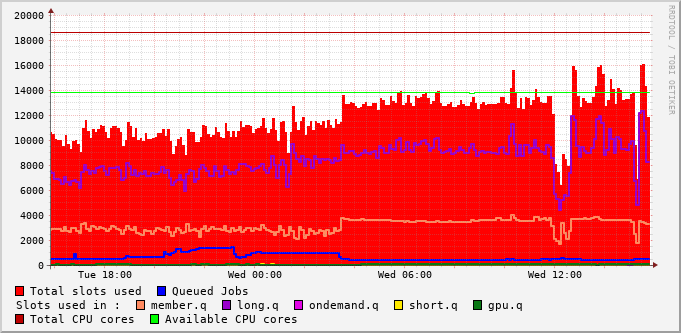 20000
18000
16000
14000
12000
10000
8000
6000
4000
2000
0
Tue 18:00 Wed 00:00 Wed 06:00 Wed 12:00
RRDTOOL / TOBI OETIKER
Total slots used Queued Jobs
Slots used in : member.q long.q ondemand.q short.q gpu.q
Total CPU cores Available CPU cores